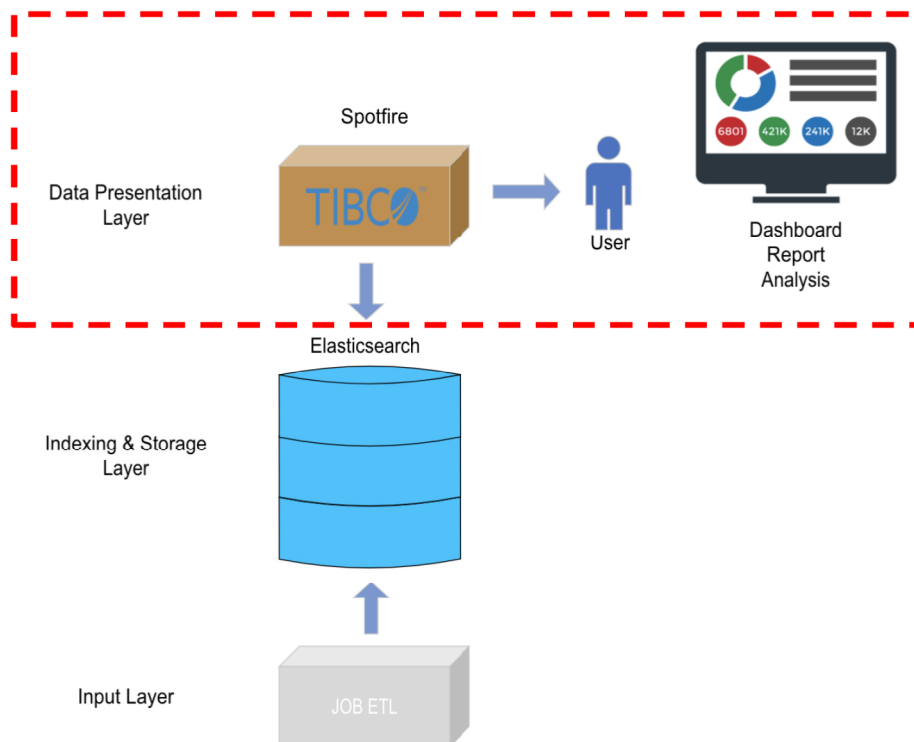 Spotfire
Data Presentation
Layer
TIBCO™
User
6801 421K 241K 12K
Dashboard
Report
Analysis
Elasticsearch
Indexing & Storage
Layer
Input Layer
JOB ETL